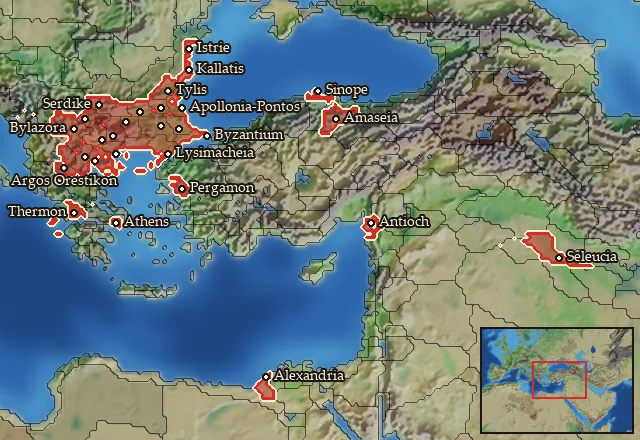 Istrie
Kallatis
Tylis
Sinope
Serdike
Apollonia-Pontos
Amaseia
Bylazora
Byzantium
Lysimacheia
Argos Orestikon
Pergamon
Thermon
Athens
Antioch
Seleucia
Alexandria